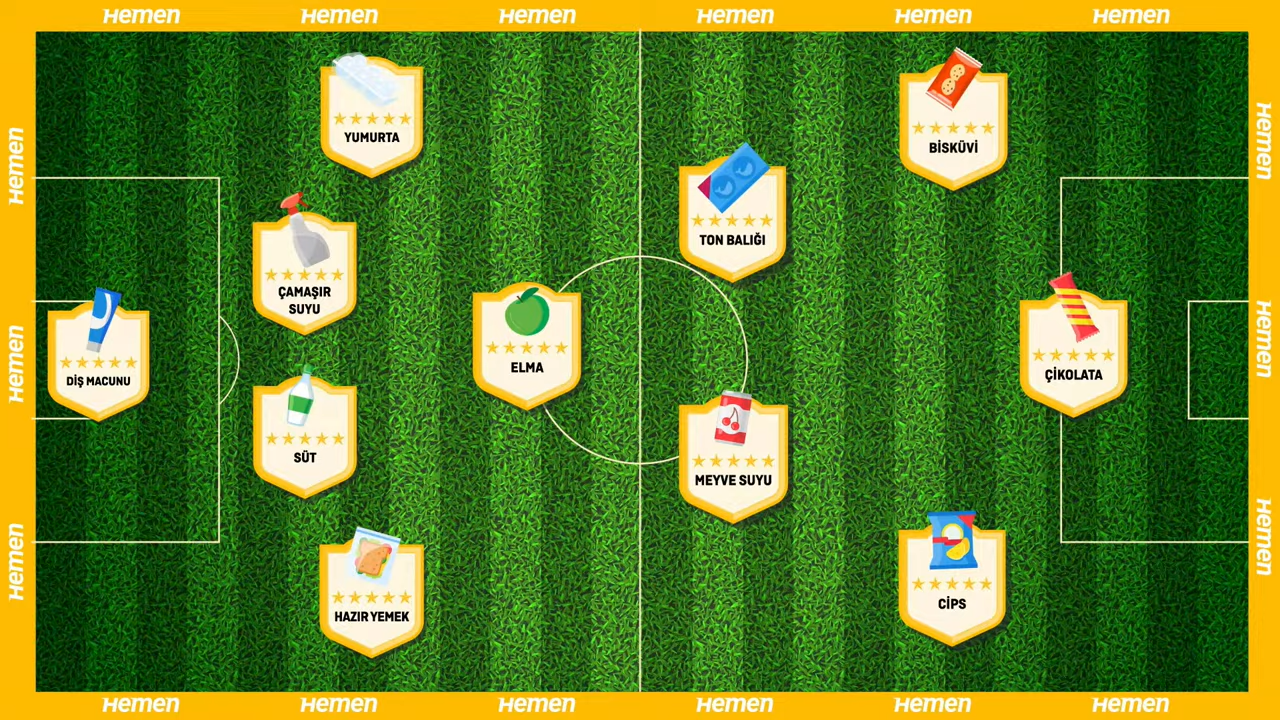 Hemen Hemen Hemen Hemen Hemen Hemen
Hemen
Hemen
Hemen
YUMURTA
BİSKÜVİ
TON BALIĞI
ÇAMAŞIR
SUYU
DİŞ MACUNU
ELMA
ÇİKOLATA
SÜT
MEYVE SUYU
HAZIR YEMEK
CİPS
Hemen
Hemen
Hemen
Hemen Hemen Hemen Hemen Hemen Hemen